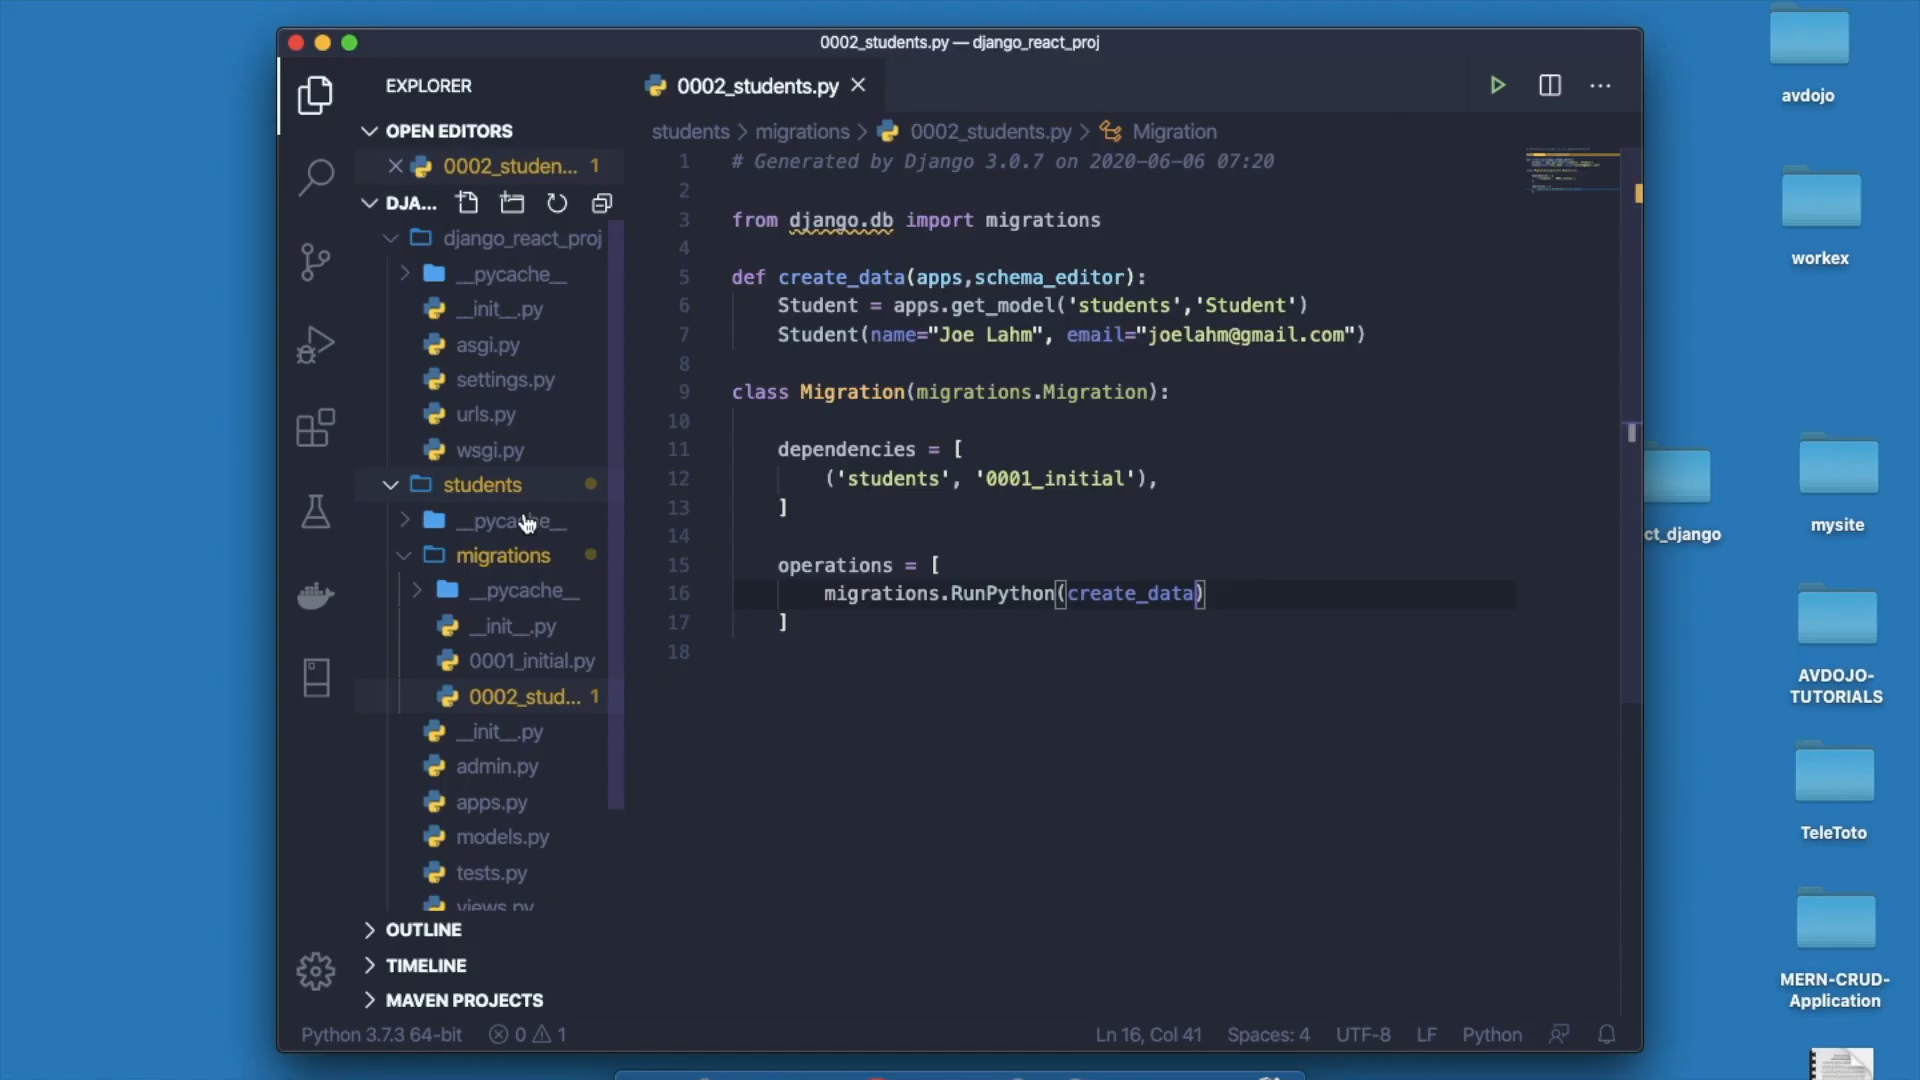 0002_students.py — django_react_proj
EXPLORER
OPEN EDITORS
0002_studen... 1
DJA...
django_react_proj
__pycache__
__init__.py
asgi.py
settings.py
urls.py
wsgi.py
students
__pycache__
migrations
__pycache__
__init__.py
0001_initial.py
0002_stud... 1
__init__.py
admin.py
apps.py
models.py
tests.py
views.py
OUTLINE
TIMELINE
MAVEN PROJECTS
0002_students.py
students > migrations > 0002_students.py > Migration
1 # Generated by Django 3.0.7 on 2020-06-06 07:20
2
3 from django.db import migrations
4
5 def create_data(apps,schema_editor):
6 Student = apps.get_model('students','Student')
7 Student(name="Joe Lahm", email="joelahm@gmail.com")
8
9 class Migration(migrations.Migration):
10
11 dependencies = [
12 ('students', '0001_initial'),
13 ]
14
15 operations = [
16 migrations.RunPython(create_data)
17 ]
18
Python 3.7.3 64-bit 0 1 Ln 16, Col 41 Spaces: 4 UTF-8 LF Python
avdojo
workex
mysite
ct_django
AVDOJO-
TUTORIALS
TeleToto
MERN-CRUD-
Application